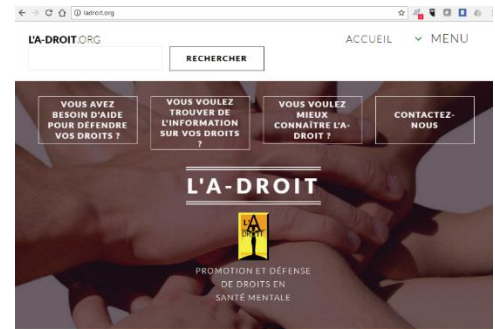 ladroit.org
L'A-DROIT.ORG
ACCUEIL
MENU
RECHERCHER
VOUS AVEZ
BESOIN D'AIDE
POUR DÉFENDRE
VOS DROITS ?
VOUS VOULEZ
TROUVER DE
L'INFORMATION
SUR VOS DROITS
?
VOUS VOULEZ
MIEUX
CONNAÎTRE L'A-
DROIT ?
CONTACTEZ-
NOUS
L'A-DROIT
L'A
DROIT
PROMOTION ET DÉFENSE
DE DROITS EN
SANTÉ MENTALE